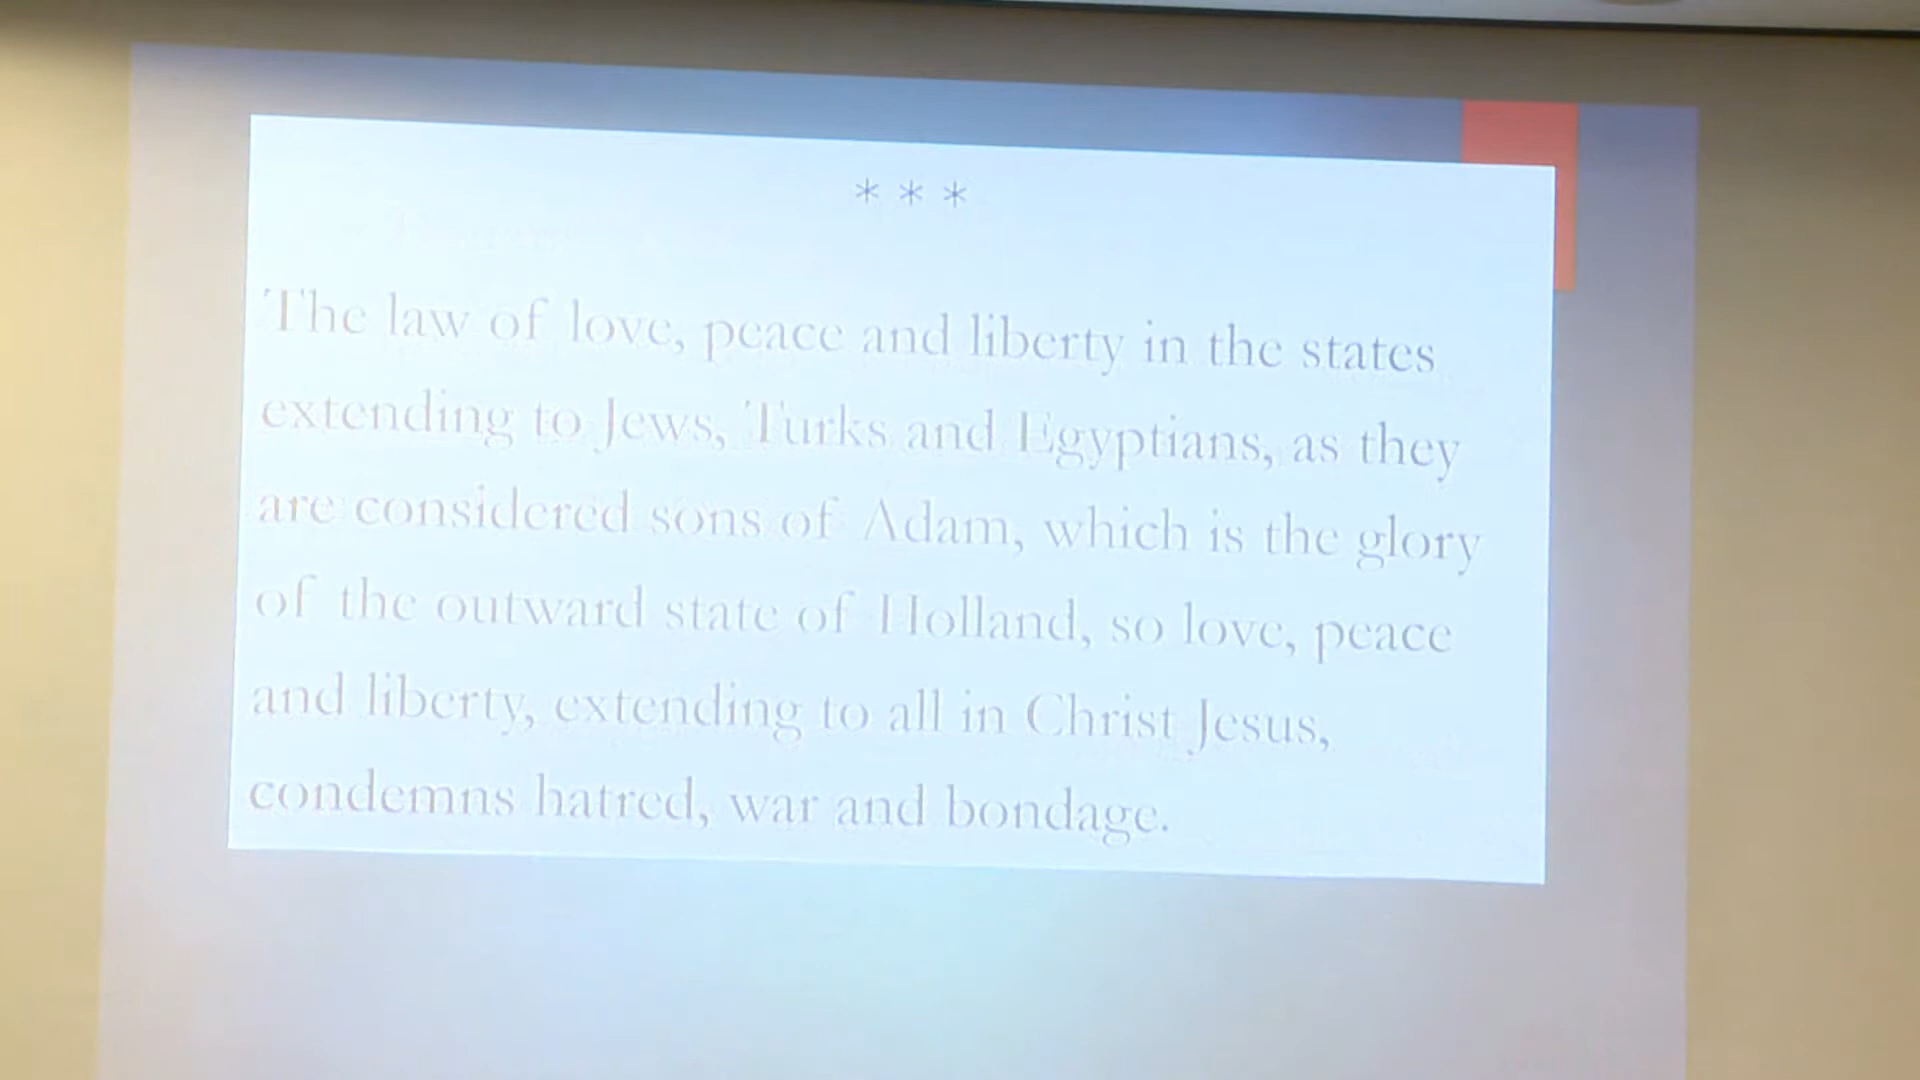 * * *
The law of love, peace and liberty in the states
extending to Jews, Turks and Egyptians, as they
are considered sons of Adam, which is the glory
of the outward state of Holland, so love, peace
and liberty, extending to all in Christ Jesus,
condemns hatred, war and bondage.